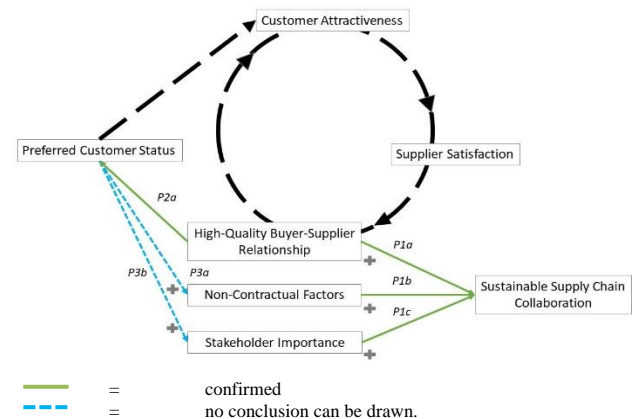 Customer Attractiveness
Preferred Customer Status
Supplier Satisfaction
P2a
High-Quality Buyer-Supplier
Relationship
P1a
P3b
P3a
P1b
Non-Contractual Factors
Sustainable Supply Chain
Collaboration
P1c
Stakeholder Importance
= confirmed
= no conclusion can be drawn.